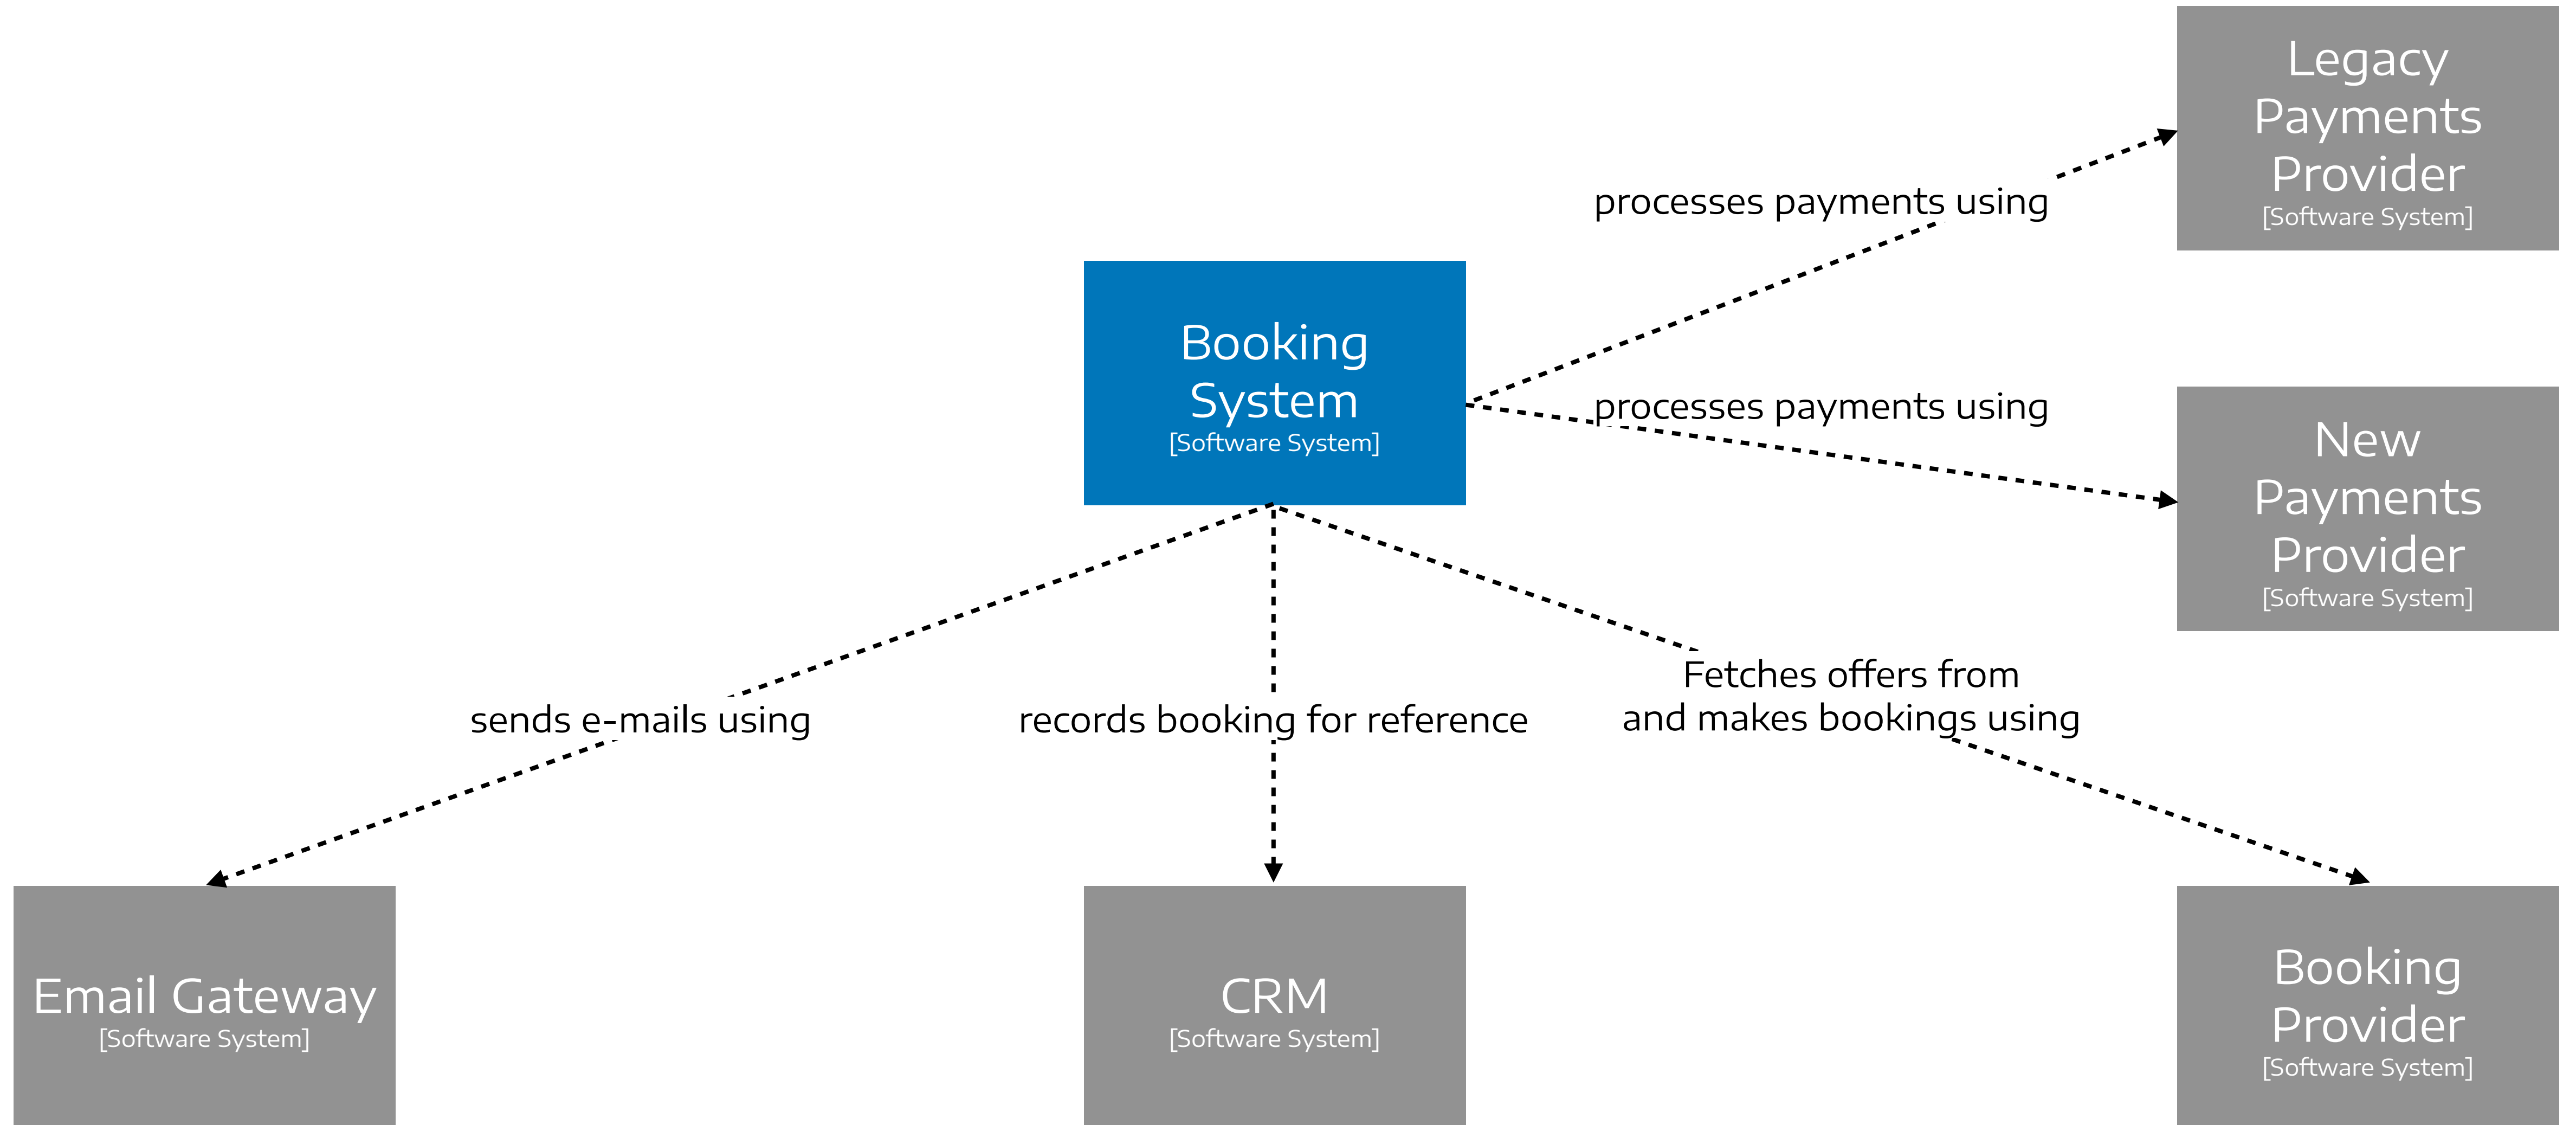 Legacy
Payments
Provider
[Software System]
processes payments using
Booking
System
[Software System]
processes payments using
New
Payments
Provider
[Software System]
sends e-mails using
records booking for reference
Fetches offers from
and makes bookings using
Email Gateway
[Software System]
CRM
[Software System]
Booking
Provider
[Software System]